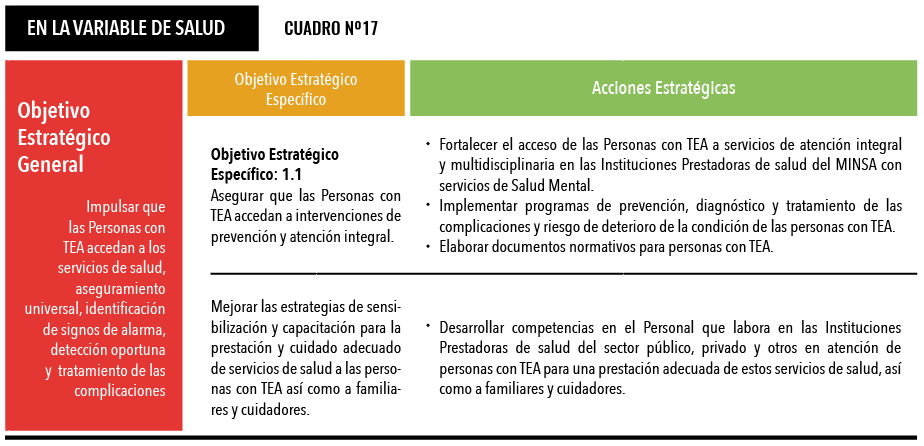 EN LA VARIABLE DE SALUD
CUADRO Nº17
Objetivo
Estratégico
General
Impulsar que
las Personas con
TEA accedan a los
servicios de salud,
aseguramiento
universal, identificación
de signos de alarma,
detección oportuna
y tratamiento de las
complicaciones
Objetivo Estratégico
Específico
Objetivo Estratégico
Específico: 1.1
Asegurar que las Personas con
TEA accedan a intervenciones de
prevención y atención integral.
Mejorar las estrategias de sensi-
bilización y capacitación para la
prestación y cuidado adecuado
de servicios de salud a las perso-
nas con TEA así como a familia-
res y cuidadores.
Acciones Estratégicas
• Fortalecer el acceso de las Personas con TEA a servicios de atención integral
y multidisciplinaria en las Instituciones Prestadoras de salud del MINSA con
servicios de Salud Mental.
• Implementar programas de prevención, diagnóstico y tratamiento de las
complicaciones y riesgo de deterioro de la condición de las personas con TEA.
• Elaborar documentos normativos para personas con TEA.
• Desarrollar competencias en el Personal que labora en las Instituciones
Prestadoras de salud del sector público, privado y otros en atención de
personas con TEA para una prestación adecuada de estos servicios de salud, así
como a familiares y cuidadores.